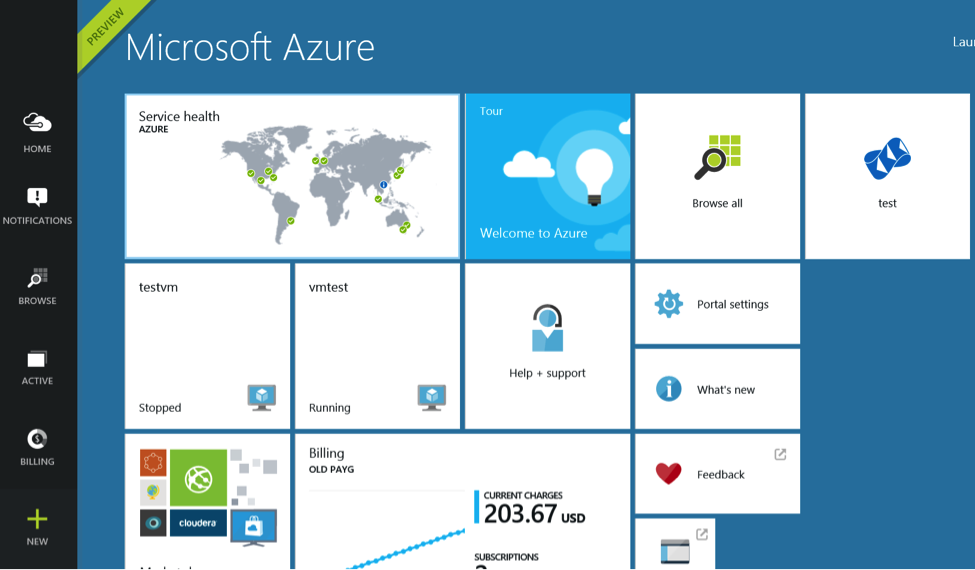 PREVIEW
Microsoft Azure
HOME
NOTIFICATIONS
BROWSE
ACTIVE
BILLING
NEW
Service health
AZURE
Tour
Welcome to Azure
Browse all
test
testvm
Stopped
vmtest
Running
Help + support
Portal settings
What's new
Feedback
cloudera
Billing
OLD PAYG
CURRENT CHARGES
203.67 USD
SUBSCRIPTIONS